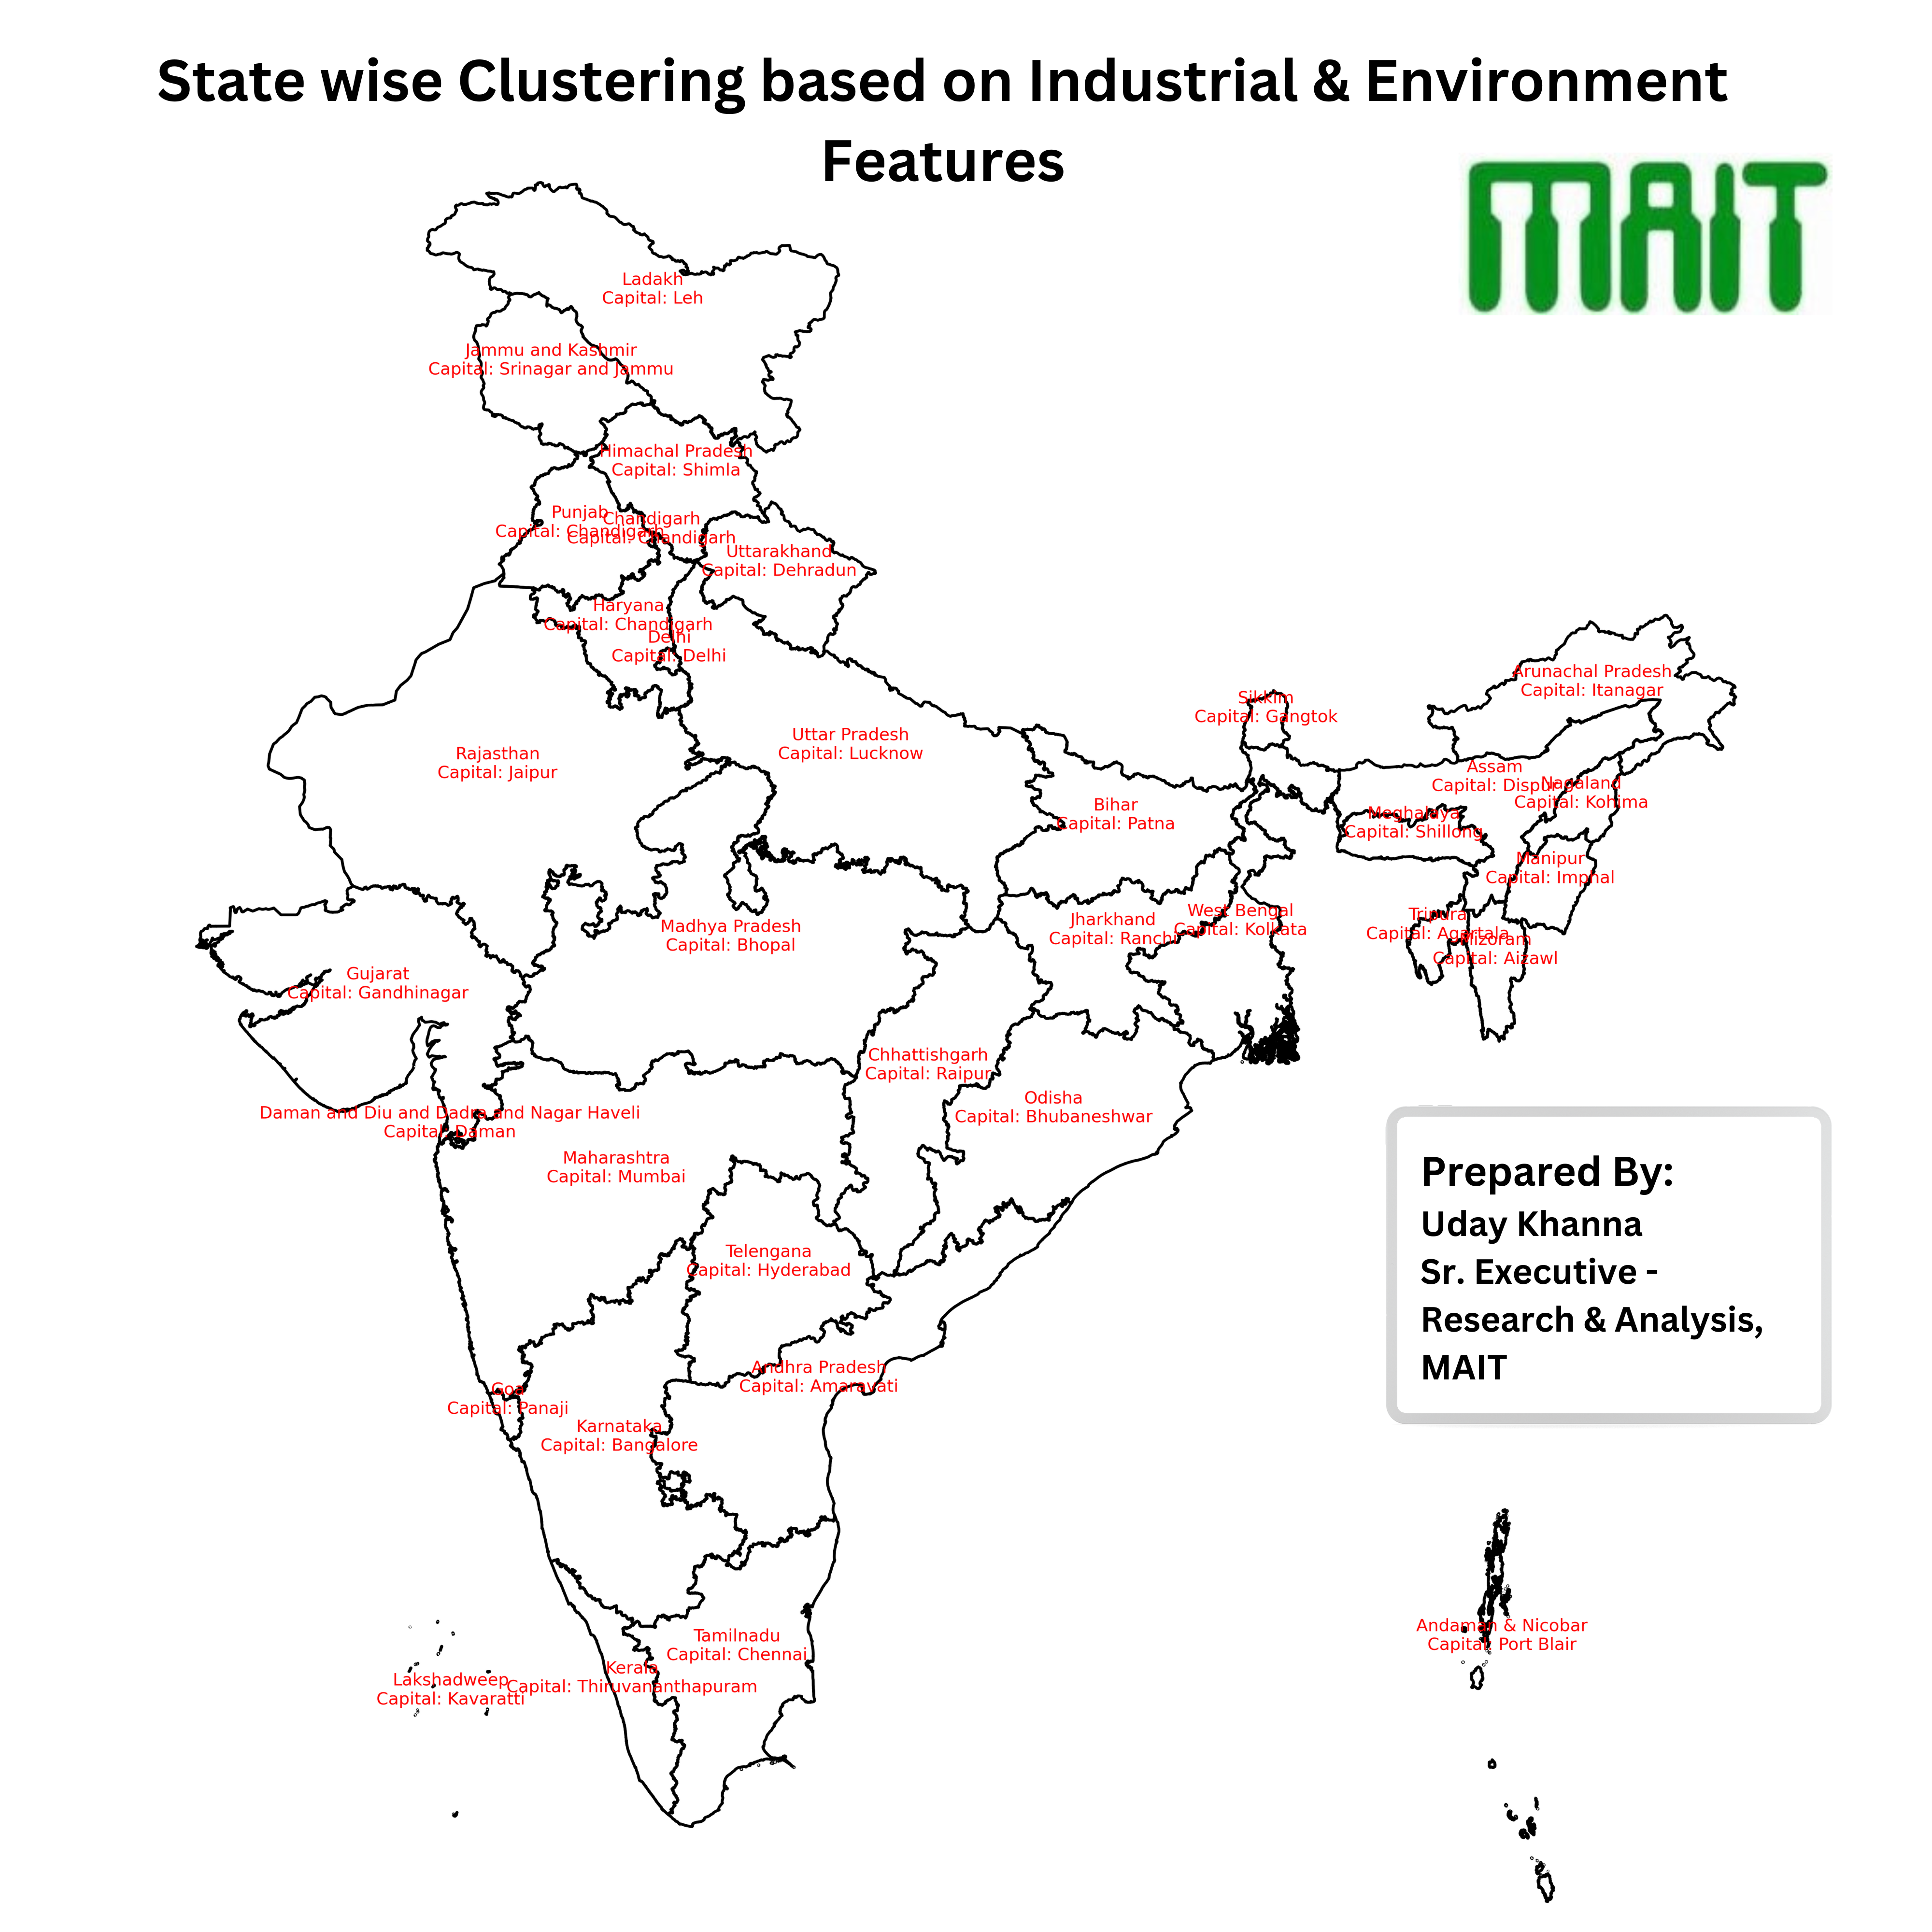 State wise Clustering based on Industrial & Environment
Features
MAIT
Ladakh
Capital: Leh
Jammu and Kashmir
Capital: Srinagar and Jammu
Himachal Pradesh
Capital: Shimla
Punjab
Capital: Chandigarh
Chandigarh
Capital: Chandigarh
Uttarakhand
Capital: Dehradun
Haryana
Capital: Chandigarh
Delhi
Capital: Delhi
Arunachal Pradesh
Capital: Itanagar
Sikkim
Capital: Gangtok
Rajasthan
Capital: Jaipur
Uttar Pradesh
Capital: Lucknow
Assam
Capital: Dispur
Nagaland
Capital: Kohima
Bihar
Capital: Patna
Meghalaya
Capital: Shillong
Manipur
Capital: Imphal
Madhya Pradesh
Capital: Bhopal
Jharkhand
Capital: Ranchi
West Bengal
Capital: Kolkata
Tripura
Capital: Agartala
Mizoram
Capital: Aizawl
Gujarat
Capital: Gandhinagar
Chhattishgarh
Capital: Raipur
Odisha
Capital: Bhubaneshwar
Daman and Diu and Dadra and Nagar Haveli
Capital: Daman
Maharashtra
Capital: Mumbai
Prepared By:
Uday Khanna
Sr. Executive -
Research & Analysis,
MAIT
Telengana
Capital: Hyderabad
Andhra Pradesh
Capital: Amaravati
Goa
Capital: Panaji
Karnataka
Capital: Bangalore
Tamilnadu
Capital: Chennai
Kerala
Capital: Thiruvananthapuram
Lakshadweep
Capital: Kavaratti
Andaman & Nicobar
Capital: Port Blair